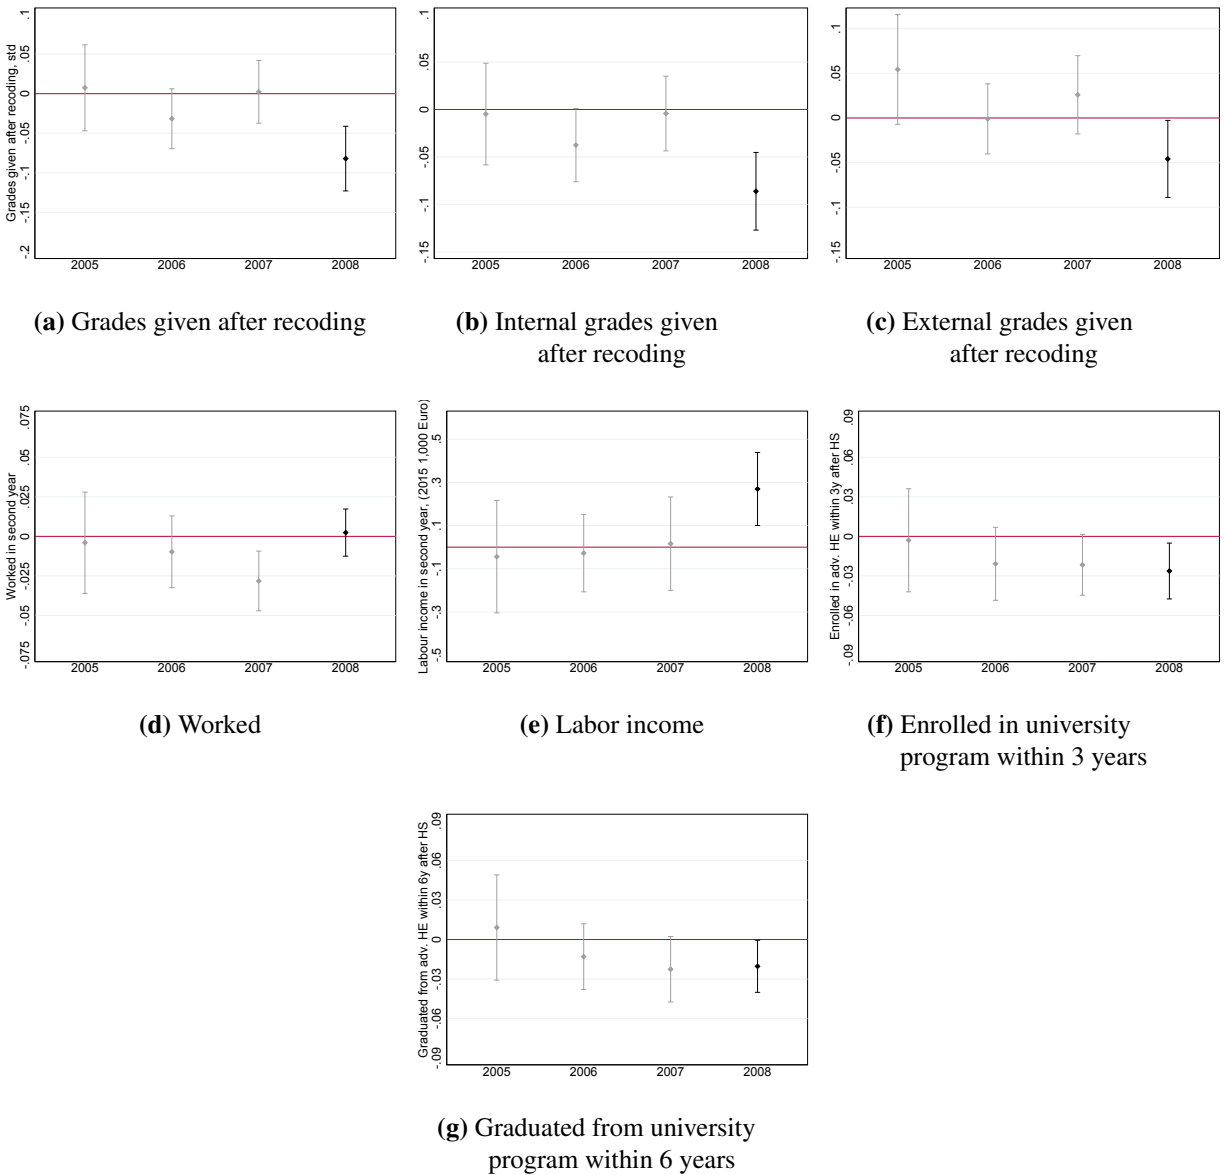 Grades given after recoding, std
.1
.05
0
-.05
-.1
-.15
-.2
2005 2006 2007 2008
(a) Grades given after recoding
.1
.05
0
-.05
-.1
-.15
2005 2006 2007 2008
(b) Internal grades given
after recoding
.1
.05
0
-.05
-.1
-.15
2005 2006 2007 2008
(c) External grades given
after recoding
Worked in second year
.075
.05
.025
0
-.025
-.05
-.075
2005 2006 2007 2008
(d) Worked
Labour income in second year, (2015 1,000 Euro)
.5
.3
.1
-.1
-.3
-.5
2005 2006 2007 2008
(e) Labor income
Enrolled in adv. HE within 3y after HS
.09
.06
.03
0
-.03
-.06
-.09
2005 2006 2007 2008
(f) Enrolled in university
program within 3 years
Graduated from adv. HE within 6y after HS
.09
.06
.03
0
-.03
-.06
-.09
2005 2006 2007 2008
(g) Graduated from university
program within 6 years